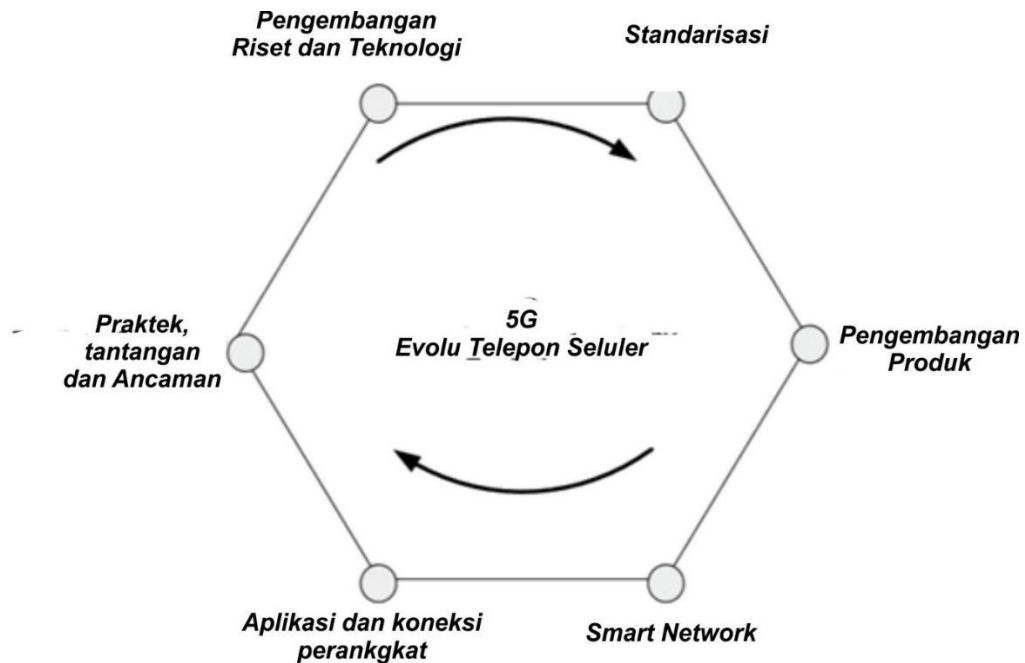 Pengembangan
Riset dan Teknologi
Standarisasi
Praktek,
tantangan
dan Ancaman
5G
Evolu Telepon Seluler
Pengembangan
Produk
Aplikasi dan koneksi
perankgkat
Smart Network